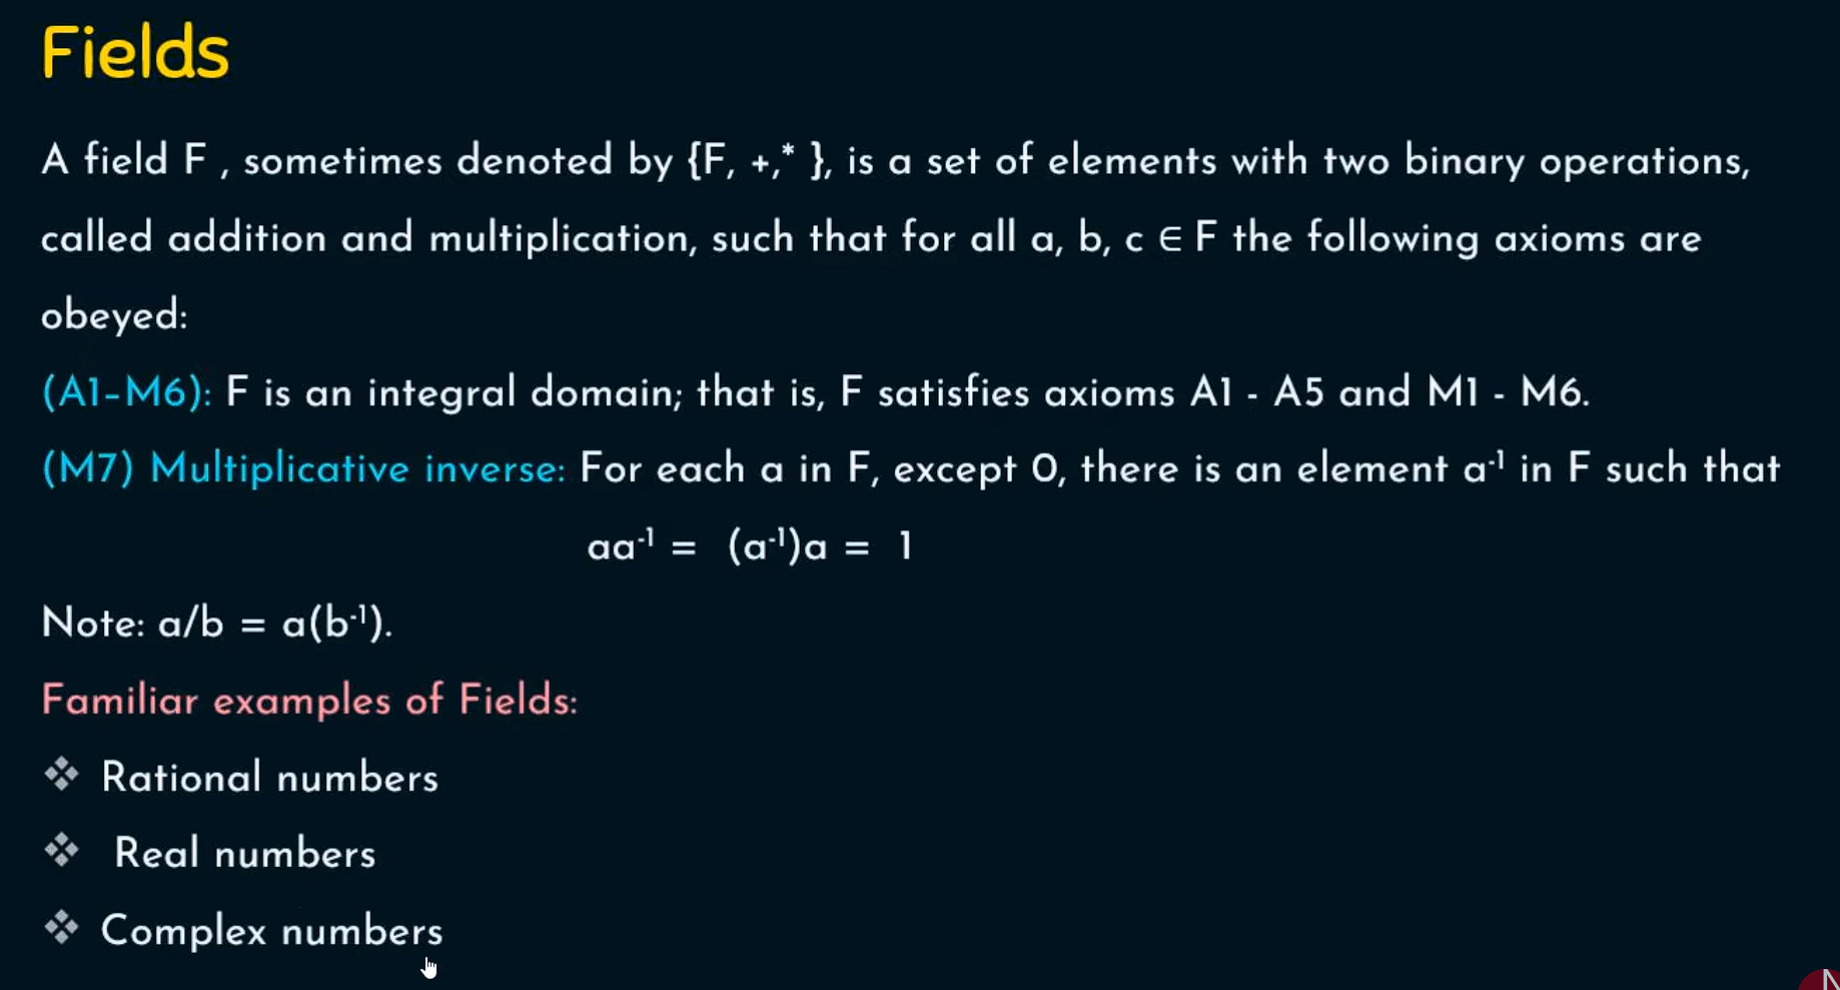 Fields
A field F , sometimes denoted by {F, +,* }, is a set of elements with two binary operations,
called addition and multiplication, such that for all a, b, c ∈ F the following axioms are
obeyed:
(A1–M6): F is an integral domain; that is, F satisfies axioms A1 - A5 and M1 - M6.
(M7) Multiplicative inverse: For each a in F, except 0, there is an element a⁻¹ in F such that
aa⁻¹ = (a⁻¹)a = 1
Note: a/b = a(b⁻¹).
Familiar examples of Fields:
❖ Rational numbers
❖ Real numbers
❖ Complex numbers